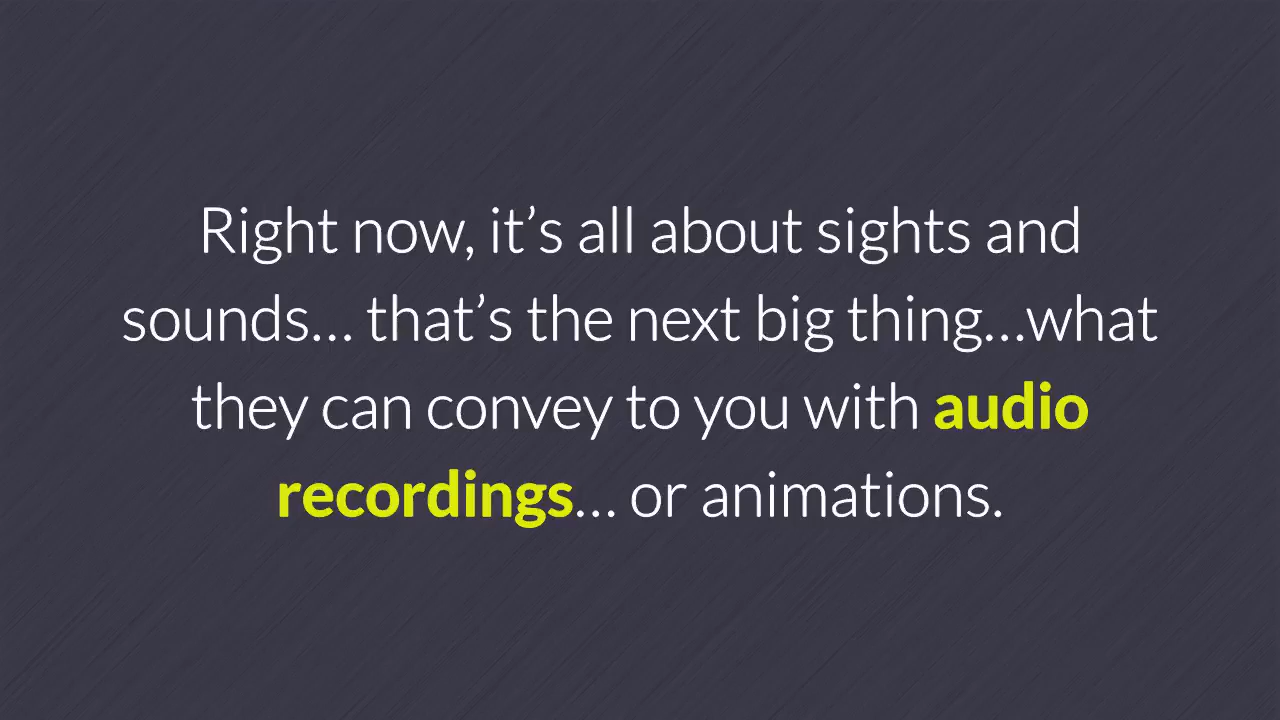 Right now, it’s all about sights and
sounds… that’s the next big thing…what
they can convey to you with audio
recordings… or animations.